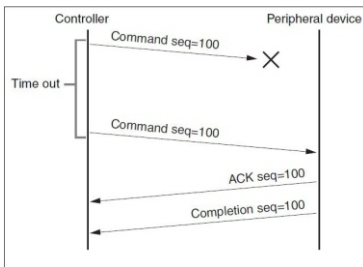 Controller
Peripheral device
Command seq=100
Time out
Command seq=100
ACK seq=100
Completion seq=100